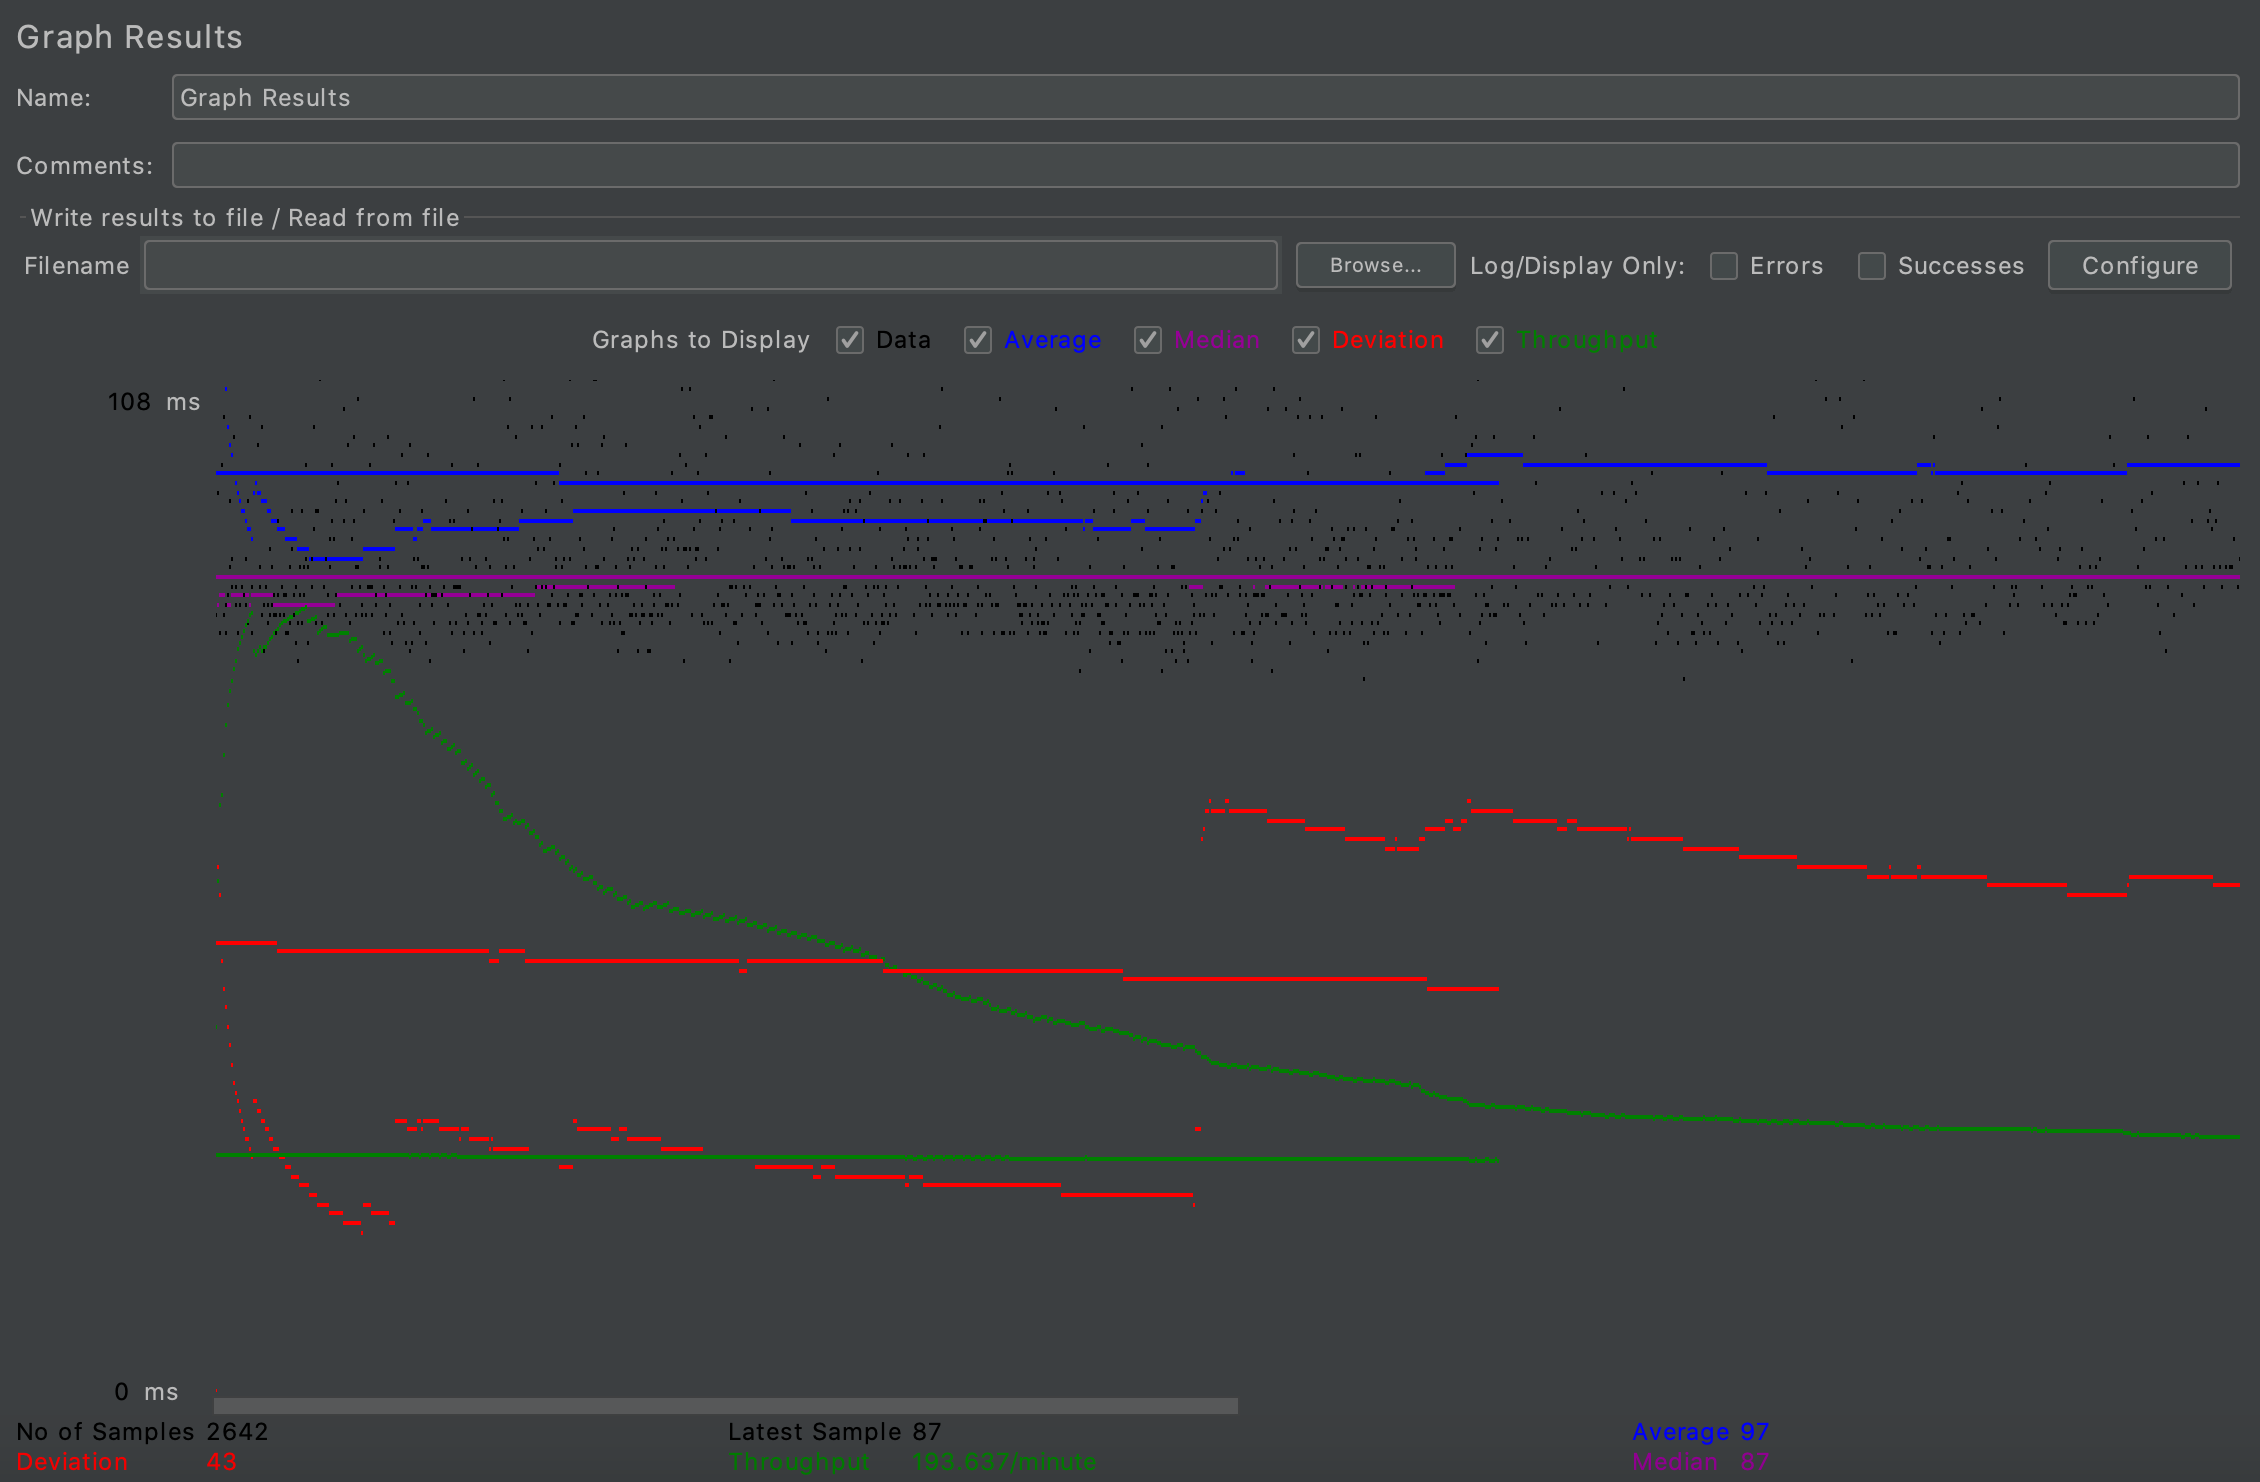 Graph Results
Name: Graph Results
Comments:
Write results to file / Read from file
Filename Browse... Log/Display Only: Errors Successes Configure
Graphs to Display Data Average Median Deviation Throughput
108 ms
0 ms
No of Samples 2642 Latest Sample 87 Average 97
Deviation 43 Throughput 193.637/minute Median 87